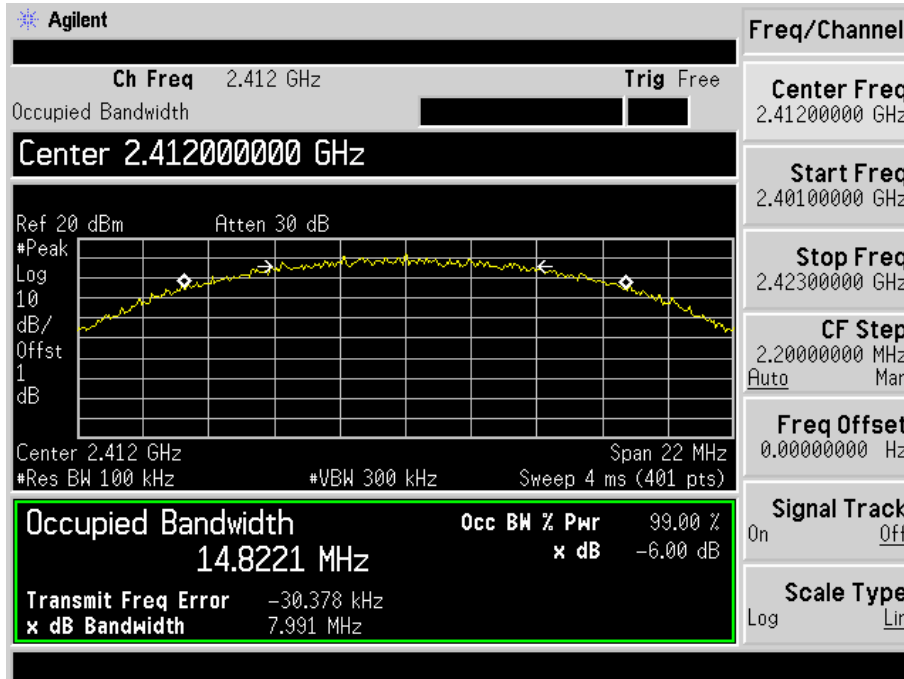 Agilent
Freq/Channel
Ch Freq 2.412 GHz Trig Free
Occupied Bandwidth
Center 2.412000000 GHz
Ref 20 dBm Atten 30 dB
#Peak
Log
10
dB/
Offst
1
dB
Center 2.412 GHz Span 22 MHz
#Res BW 100 kHz #VBW 300 kHz Sweep 4 ms (401 pts)
Occupied Bandwidth
14.8221 MHz
Occ BW % Pwr 99.00 %
x dB -6.00 dB
Transmit Freq Error -30.378 kHz
x dB Bandwidth 7.991 MHz
Center Freq
2.41200000 GHz
Start Freq
2.40100000 GHz
Stop Freq
2.42300000 GHz
CF Step
2.20000000 MHz
Auto Man
Freq Offset
0.00000000 Hz
Signal Track
On Off
Scale Type
Log Lin